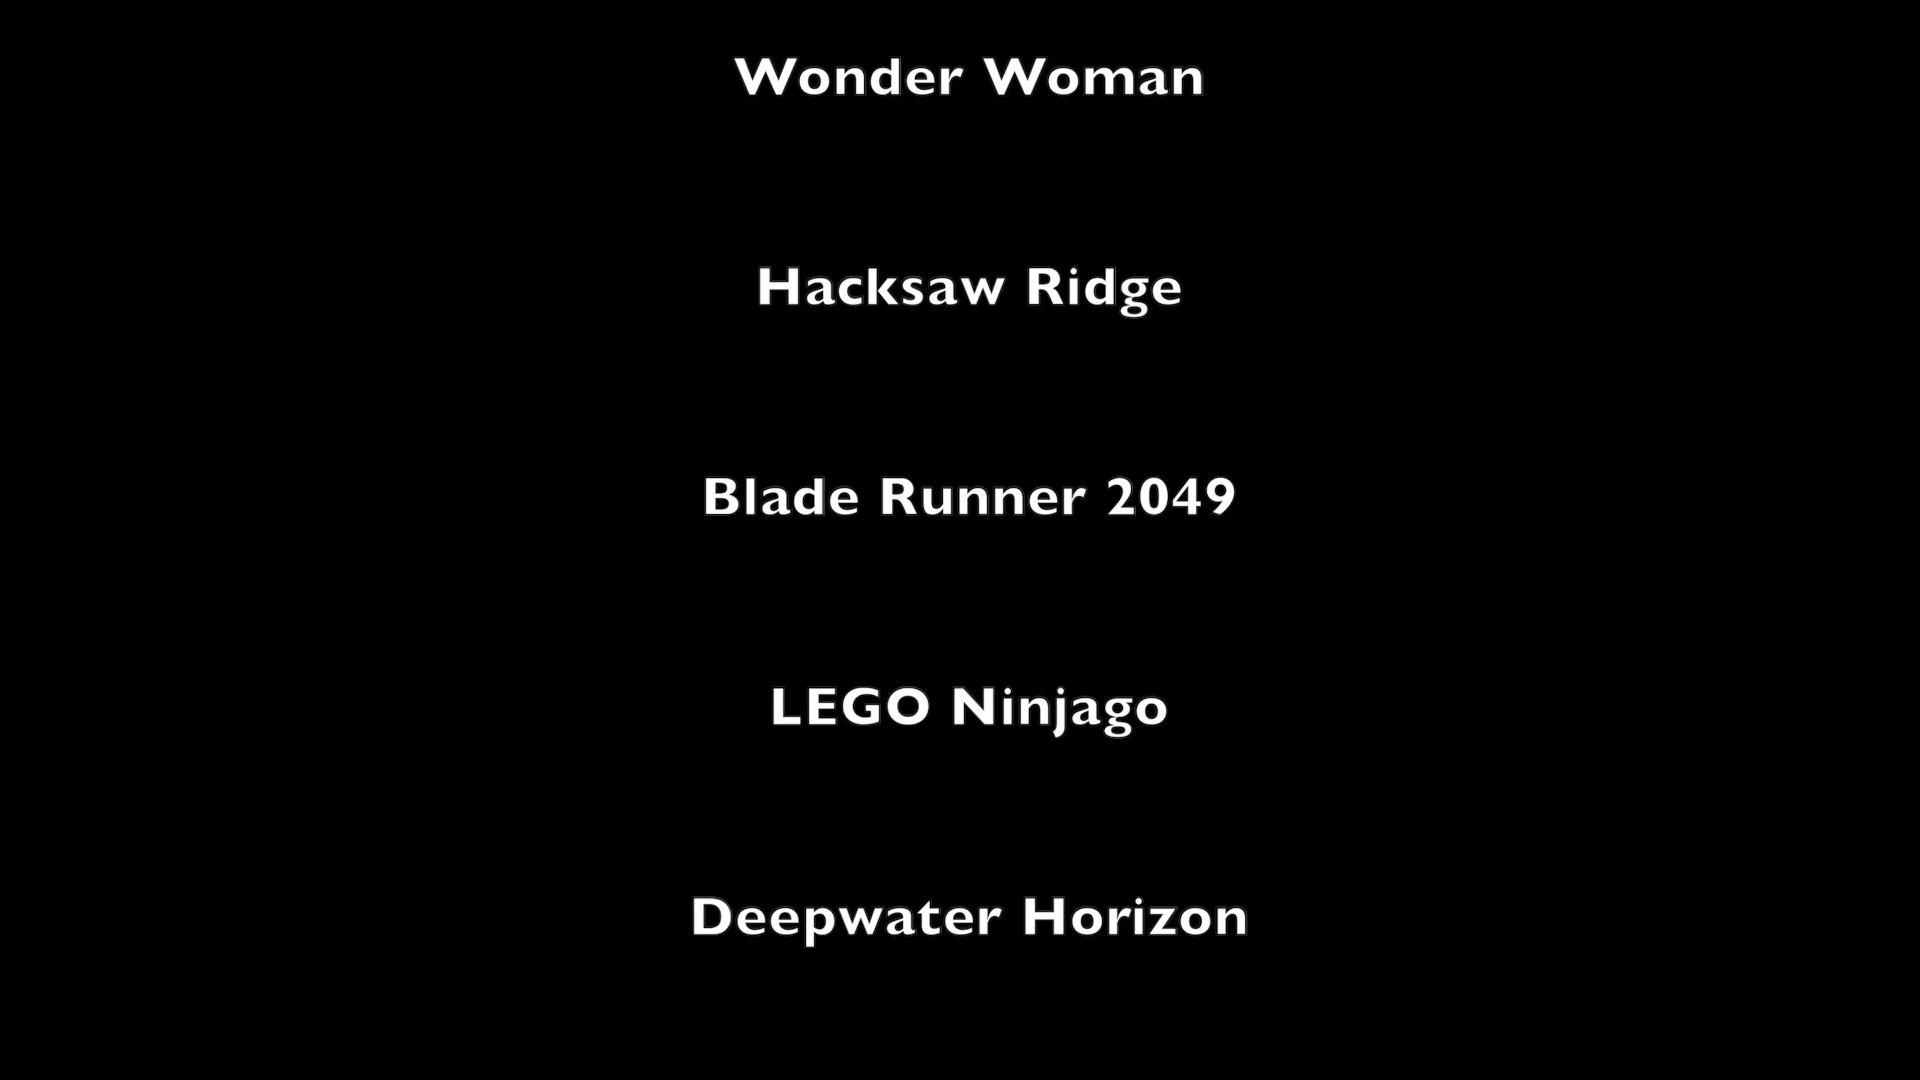 Wonder Woman
Hacksaw Ridge
Blade Runner 2049
LEGO Ninjago
Deepwater Horizon